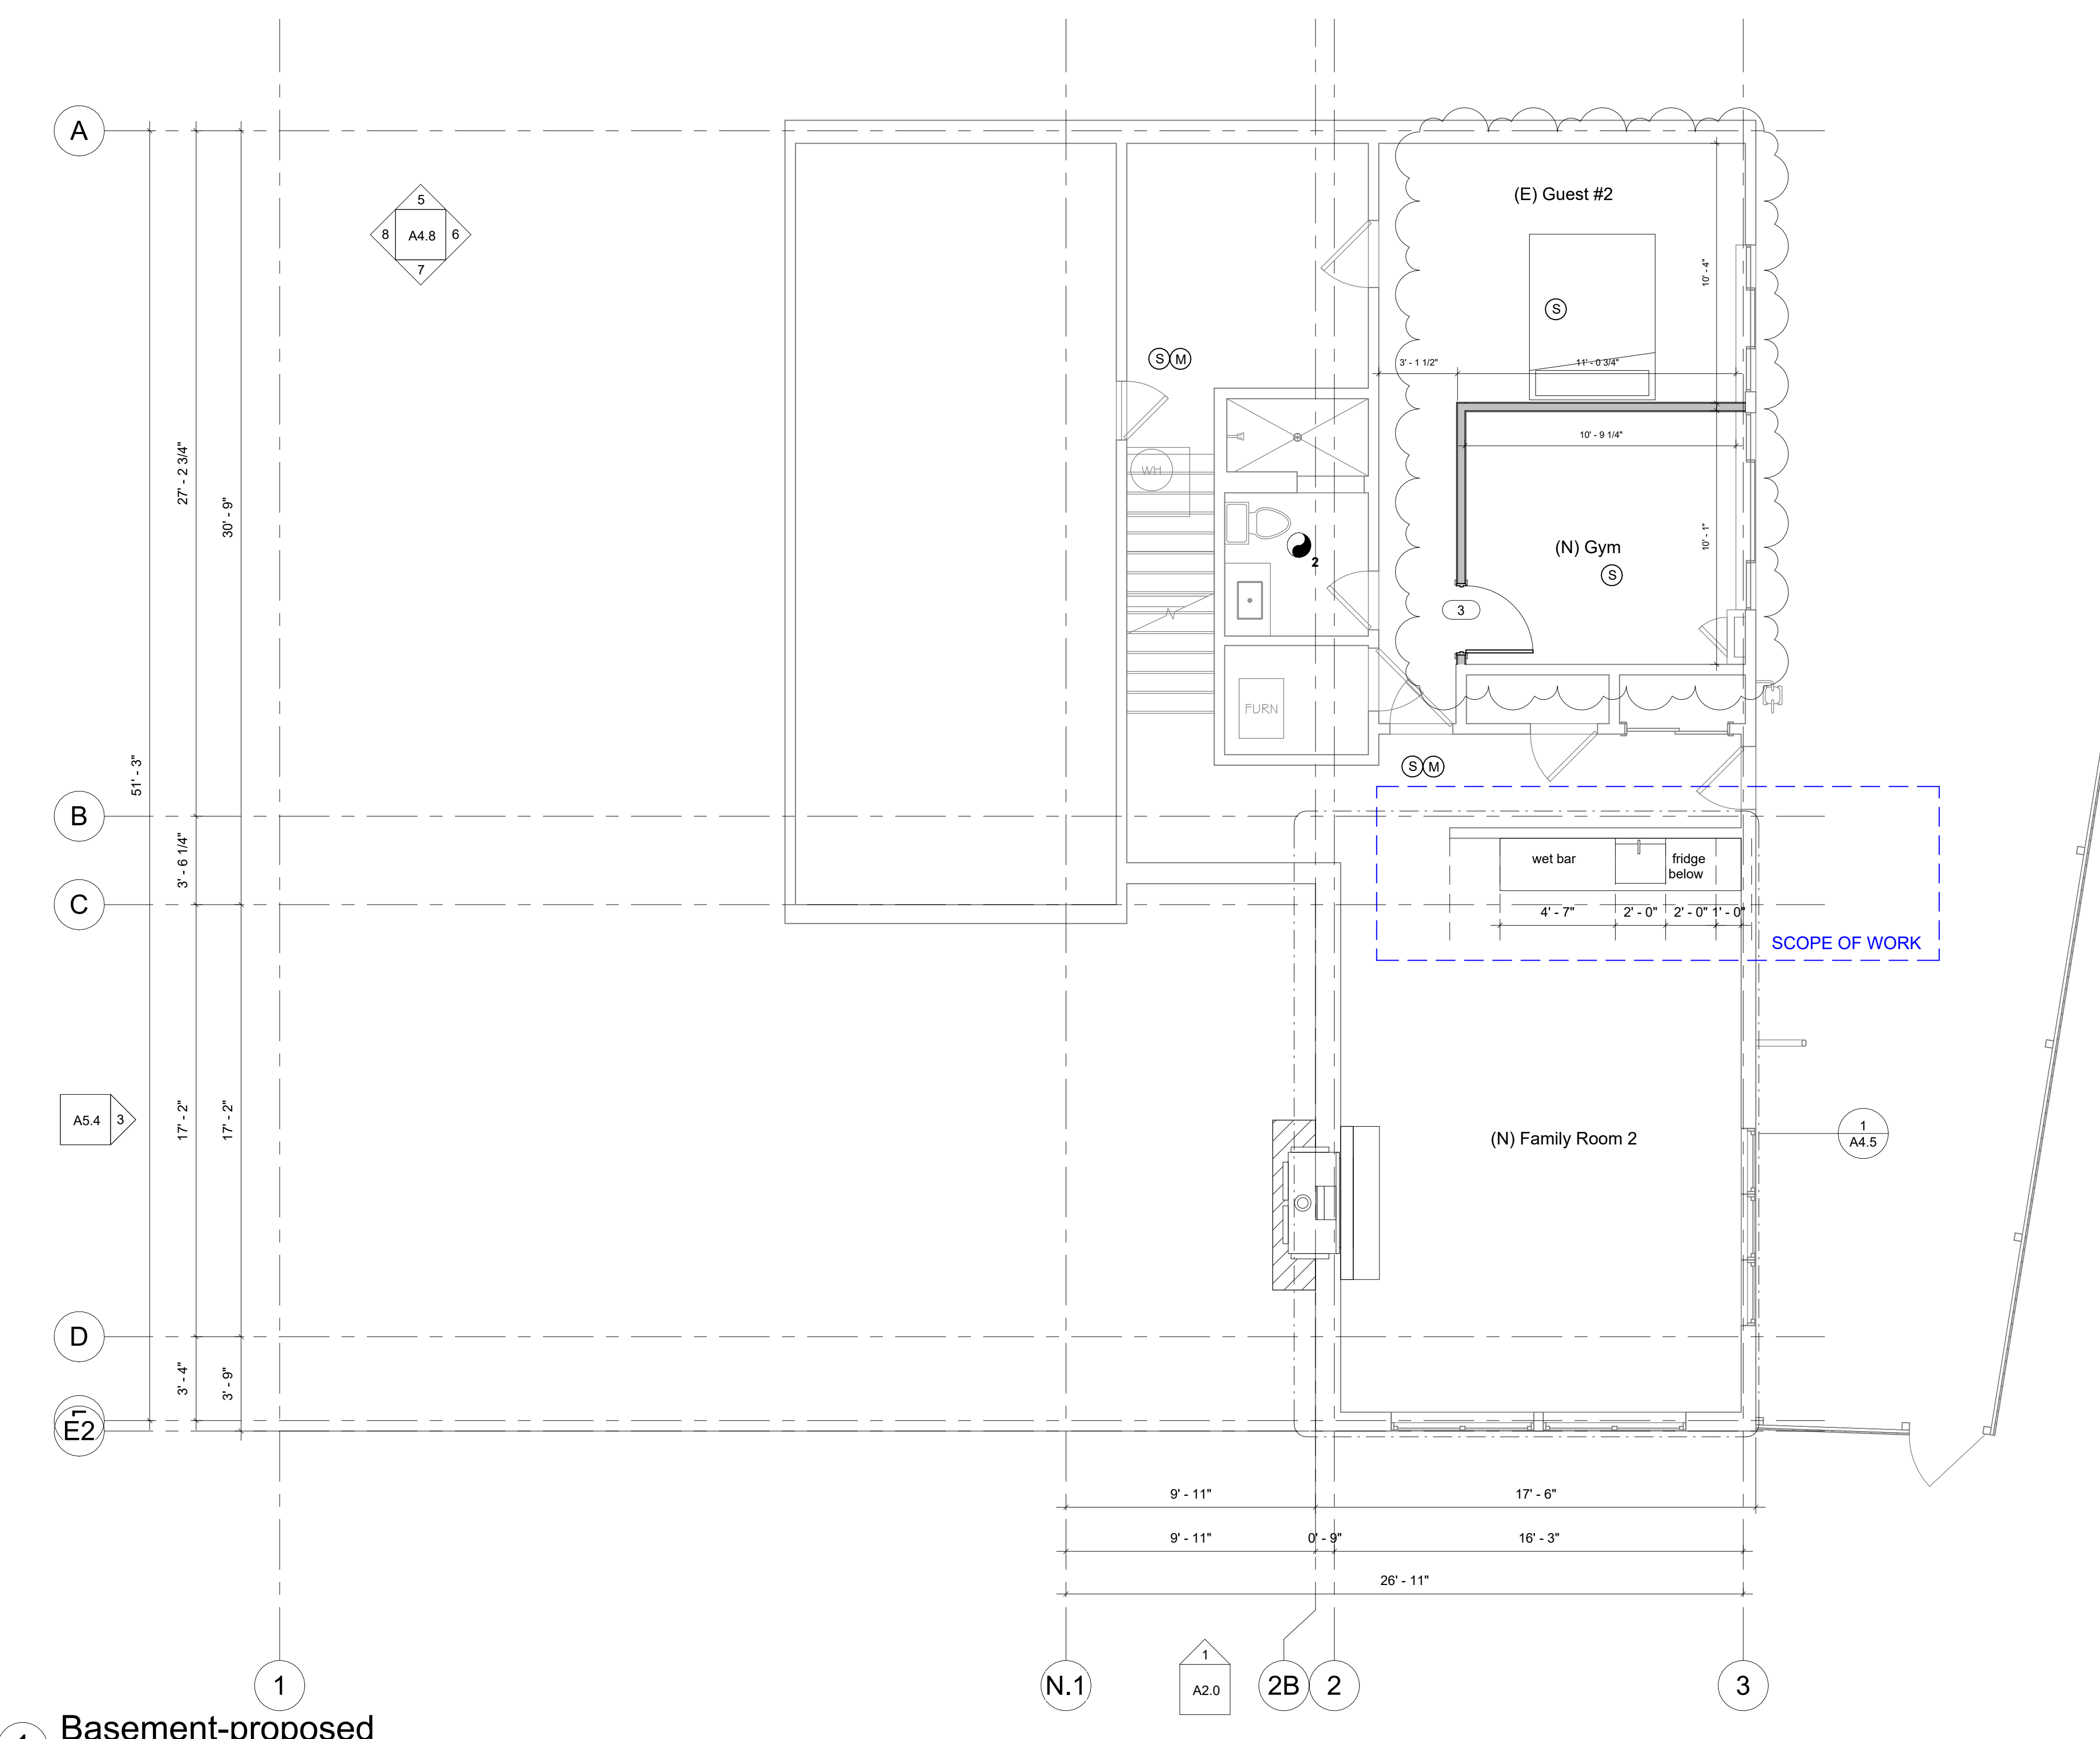 A
5
8
A4.8
6
7
(E) Guest #2
10' - 4"
S
S
M
3' - 1 1/2"
11' - 0 3/4"
10' - 9 1/4"
27' - 2 3/4"
30' - 9"
WH
2
(N) Gym
10' - 1"
S
3
FURN
51' - 3"
S
M
B
3' - 6 1/4"
wet bar
fridge
below
C
4' - 7"
2' - 0"
2' - 0"
1' - 0"
SCOPE OF WORK
A5.4
3
17' - 2"
17' - 2"
(N) Family Room 2
1
A4.5
D
3' - 4"
3' - 9"
E2
9' - 11"
17' - 6"
9' - 11"
0' - 9"
16' - 3"
26' - 11"
1
A2.0
1
N.1
2B
2
3
Basement-proposed